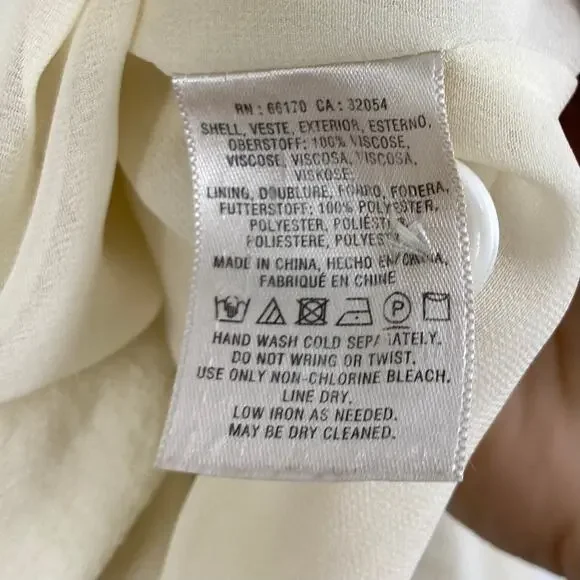 RN : 66170 CA : 32054
SHELL, VESTE, EXTERIOR, ESTERNO,
OBERSTOFF: 100% VISCOSE,
VISCOSE, VISCOSA, VISCOSA,
VISKOSE.
LINING, DOUBLURE, FORRO, FODERA,
FUTTERSTOFF: 100% POLYESTER,
POLYESTER,
POLIESTERE,
MADE IN CHINA, HECHO EN CHINA,
FABRIQUÉ EN CHINE
P
HAND WASH COLD SEPARATELY.
DO NOT WRING OR TWIST.
USE ONLY NON-CHLORINE BLEACH.
LINE DRY.
LOW IRON AS NEEDED.
MAY BE DRY CLEANED.